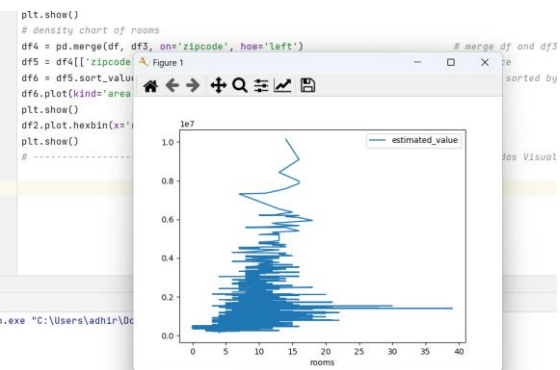 plt.show()
# density chart of rooms
df4 = pd.merge(df, df3, on='zipcode', how='left') # merge df and df3
df5 = df4[['zipcode
df6 = df5.sort_valu sorted by
df6.plot(kind='area
plt.show()
df2.plot.hexbin(x='
plt.show()
# das Visual
Figure 1
1e7
1.0
0.8
0.6
0.4
0.2
0.0
estimated_value
0 5 10 15 20 25 30 35 40
rooms
n.exe "C:\Users\adhir\Do